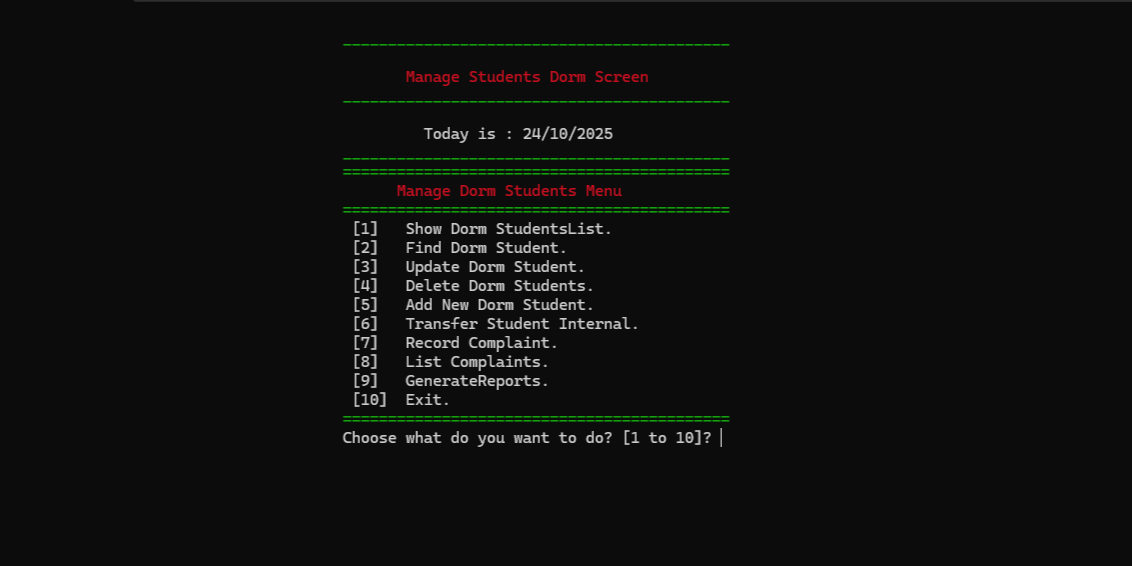 Manage Students Dorm Screen
Today is : 24/10/2025
Manage Dorm Students Menu
[1] Show Dorm StudentsList.
[2] Find Dorm Student.
[3] Update Dorm Student.
[4] Delete Dorm Students.
[5] Add New Dorm Student.
[6] Transfer Student Internal.
[7] Record Complaint.
[8] List Complaints.
[9] GenerateReports.
[10] Exit.
Choose what do you want to do? [1 to 10]?